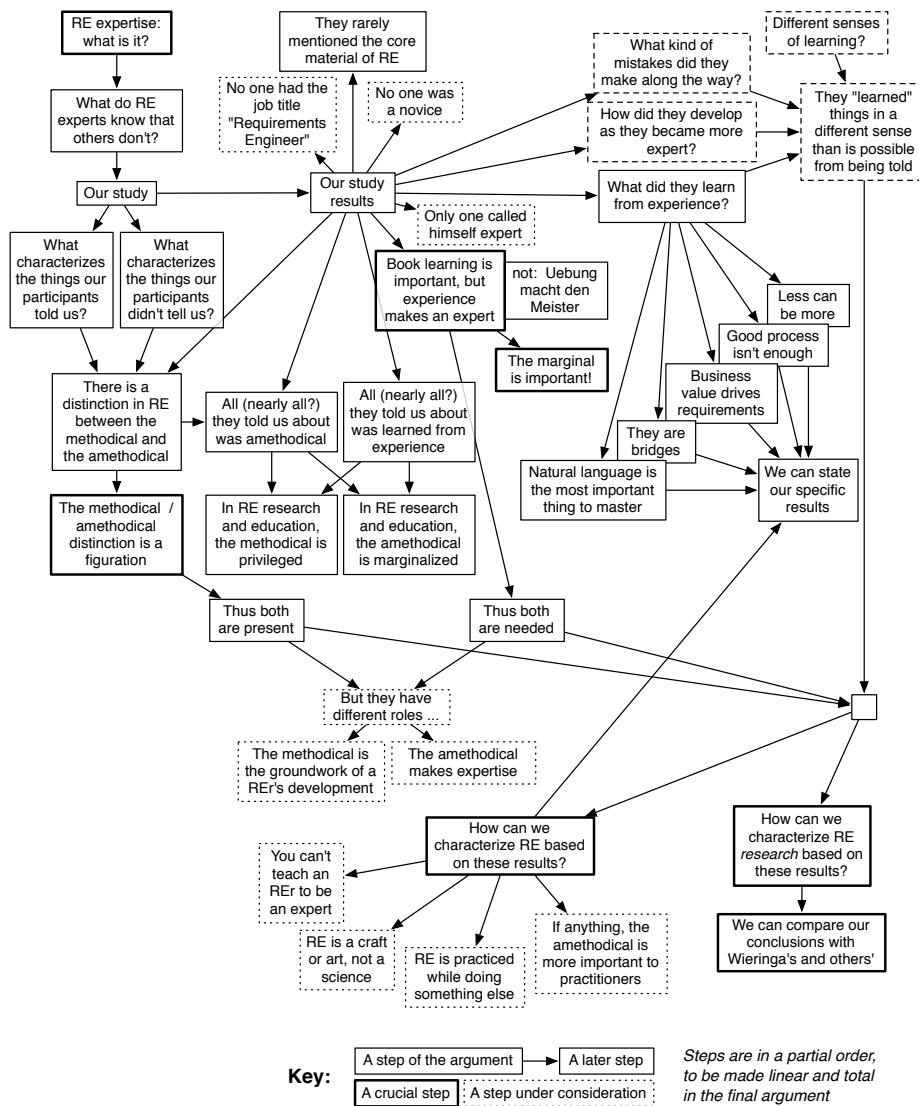 RE expertise:
what is it?
They rarely
mentioned the core
material of RE
What kind of
mistakes did they
make along the way?
Different senses
of learning?
What do RE
experts know that
others don't?
No one had the
job title
"Requirements
Engineer"
No one was
a novice
How did they develop
as they became more
expert?
They "learned"
things in a
different sense
than is possible
from being told
Our study
Our study
results
What did they learn
from experience?
Only one called
himself expert
What
characterizes
the things our
participants
told us?
What
characterizes
the things our
participants
didn't tell us?
Book learning is
important, but
experience
makes an expert
not: Uebung
macht den
Meister
Less can
be more
Good process
isn't enough
The marginal
is important!
Business
value drives
requirements
There is a
distinction in RE
between the
methodical and
the amethodical
All (nearly all?)
they told us about
was amethodical
All (nearly all?)
they told us about
was learned from
experience
They are
bridges
Natural language is
the most important
thing to master
We can state
our specific
results
The methodical /
amethodical
distinction is a
figuration
In RE research
and education,
the methodical is
privileged
In RE research
and education,
the amethodical
is marginalized
Thus both
are present
Thus both
are needed
But they have
different roles ...
The methodical is
the groundwork of a
REr's development
The amethodical
makes expertise
How can we
characterize RE based
on these results?
How can we
characterize RE
research based on
these results?
You can't
teach an
REr to be
an expert
RE is a craft
or art, not a
science
RE is practiced
while doing
something else
If anything, the
amethodical is
more important to
practitioners
We can compare our
conclusions with
Wieringa's and others'
Key:
A step of the argument
A later step
A crucial step
A step under consideration
Steps are in a partial order,
to be made linear and total
in the final argument